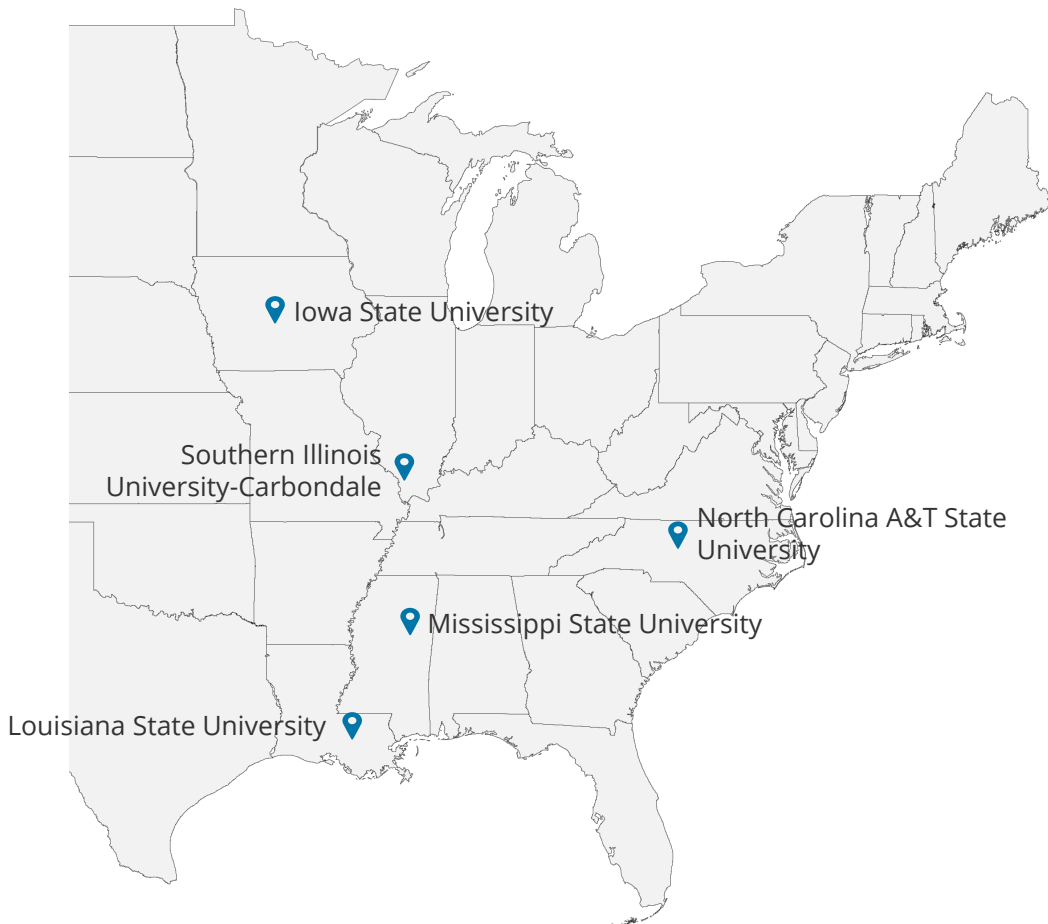 Iowa State University
Southern Illinois
University-Carbondale
North Carolina A&T State
University
Mississippi State University
Louisiana State University